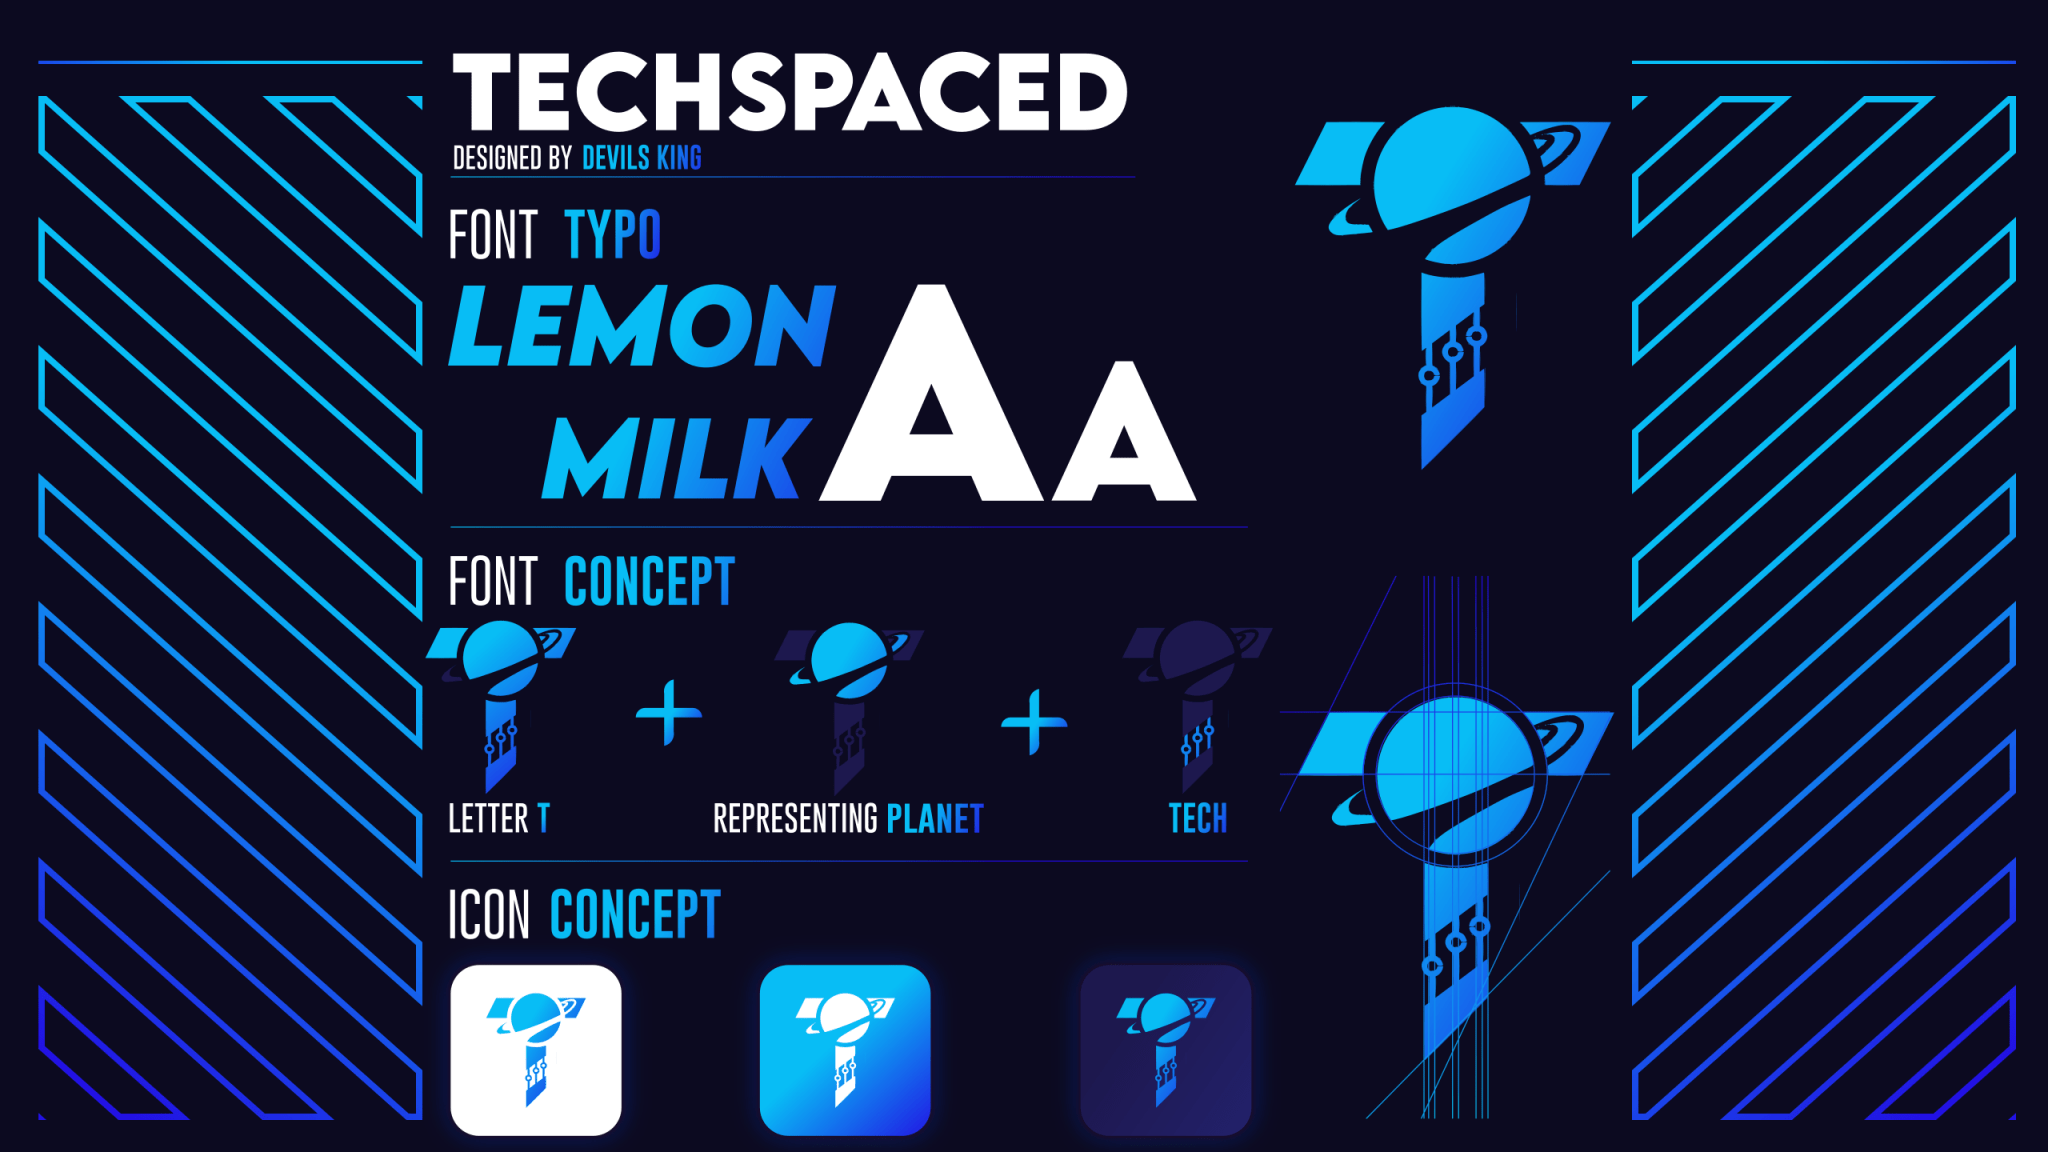 TECHSPACED
DESIGNED BY DEVILS KING
FONT TYPO
LEMON
MILK
AA
FONT CONCEPT
LETTER T
REPRESENTING PLANET
TECH
ICON CONCEPT